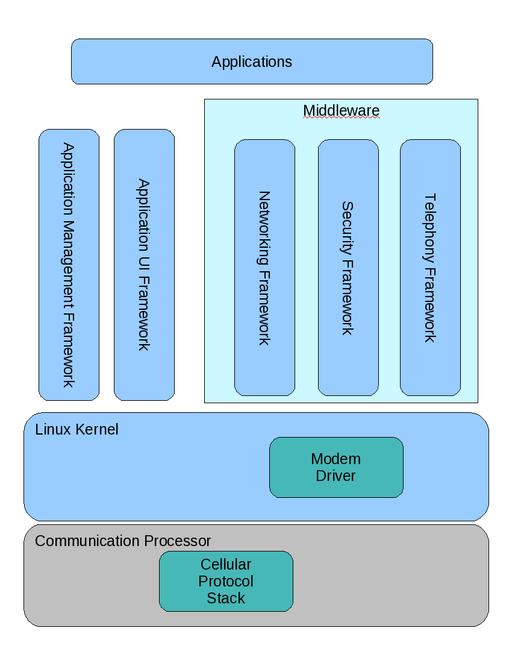 Applications
Middleware
Application Management Framework
Application UI Framework
Networking Framework
Security Framework
Telephony Framework
Linux Kernel
Modem
Driver
Communication Processor
Cellular
Protocol
Stack